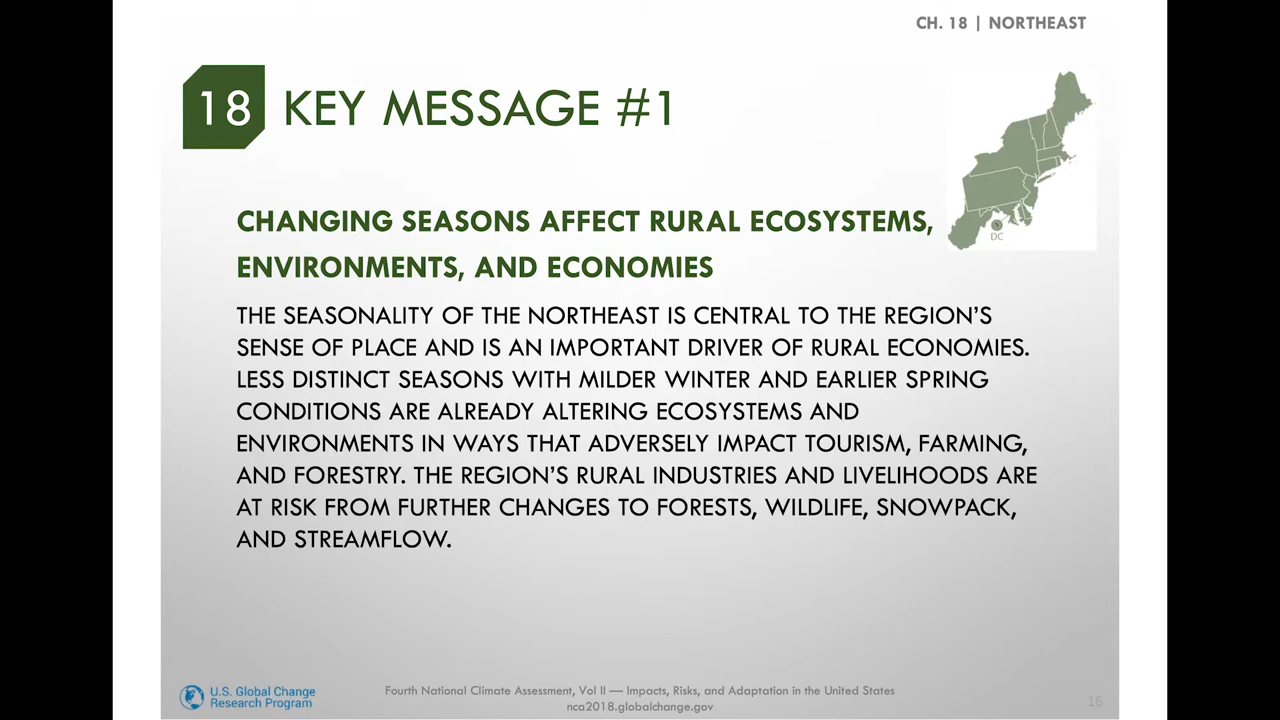 CH. 18 | NORTHEAST
18 KEY MESSAGE #1
DC
CHANGING SEASONS AFFECT RURAL ECOSYSTEMS,
ENVIRONMENTS, AND ECONOMIES
THE SEASONALITY OF THE NORTHEAST IS CENTRAL TO THE REGION’S
SENSE OF PLACE AND IS AN IMPORTANT DRIVER OF RURAL ECONOMIES.
LESS DISTINCT SEASONS WITH MILDER WINTER AND EARLIER SPRING
CONDITIONS ARE ALREADY ALTERING ECOSYSTEMS AND
ENVIRONMENTS IN WAYS THAT ADVERSELY IMPACT TOURISM, FARMING,
AND FORESTRY. THE REGION’S RURAL INDUSTRIES AND LIVELIHOODS ARE
AT RISK FROM FURTHER CHANGES TO FORESTS, WILDLIFE, SNOWPACK,
AND STREAMFLOW.
U.S. Global Change
Research Program
Fourth National Climate Assessment, Vol II — Impacts, Risks, and Adaptation in the United States
nca2018.globalchange.gov
16